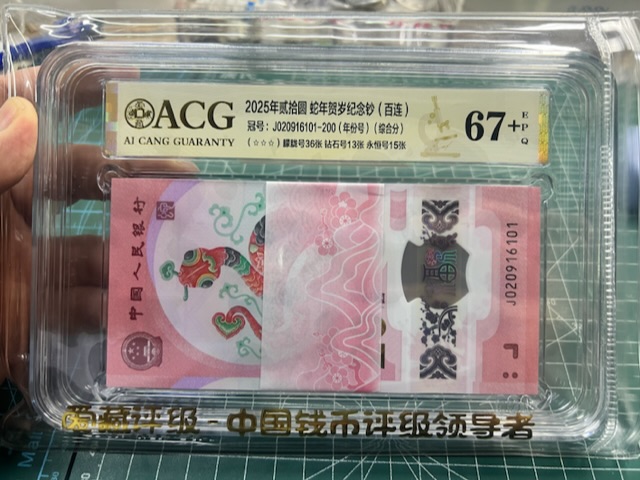 ACG
AI CANG GUARANTY
2025年贰拾圆 蛇年贺岁纪念钞（百连）
冠号：J020916101-200（年份号）（综合分）
（☆☆☆）朦胧号36张 钻石号13张 永恒号15张
67+
EPQ
中国人民银行
J020916101
爱藏评级-中国钱币评级领导者